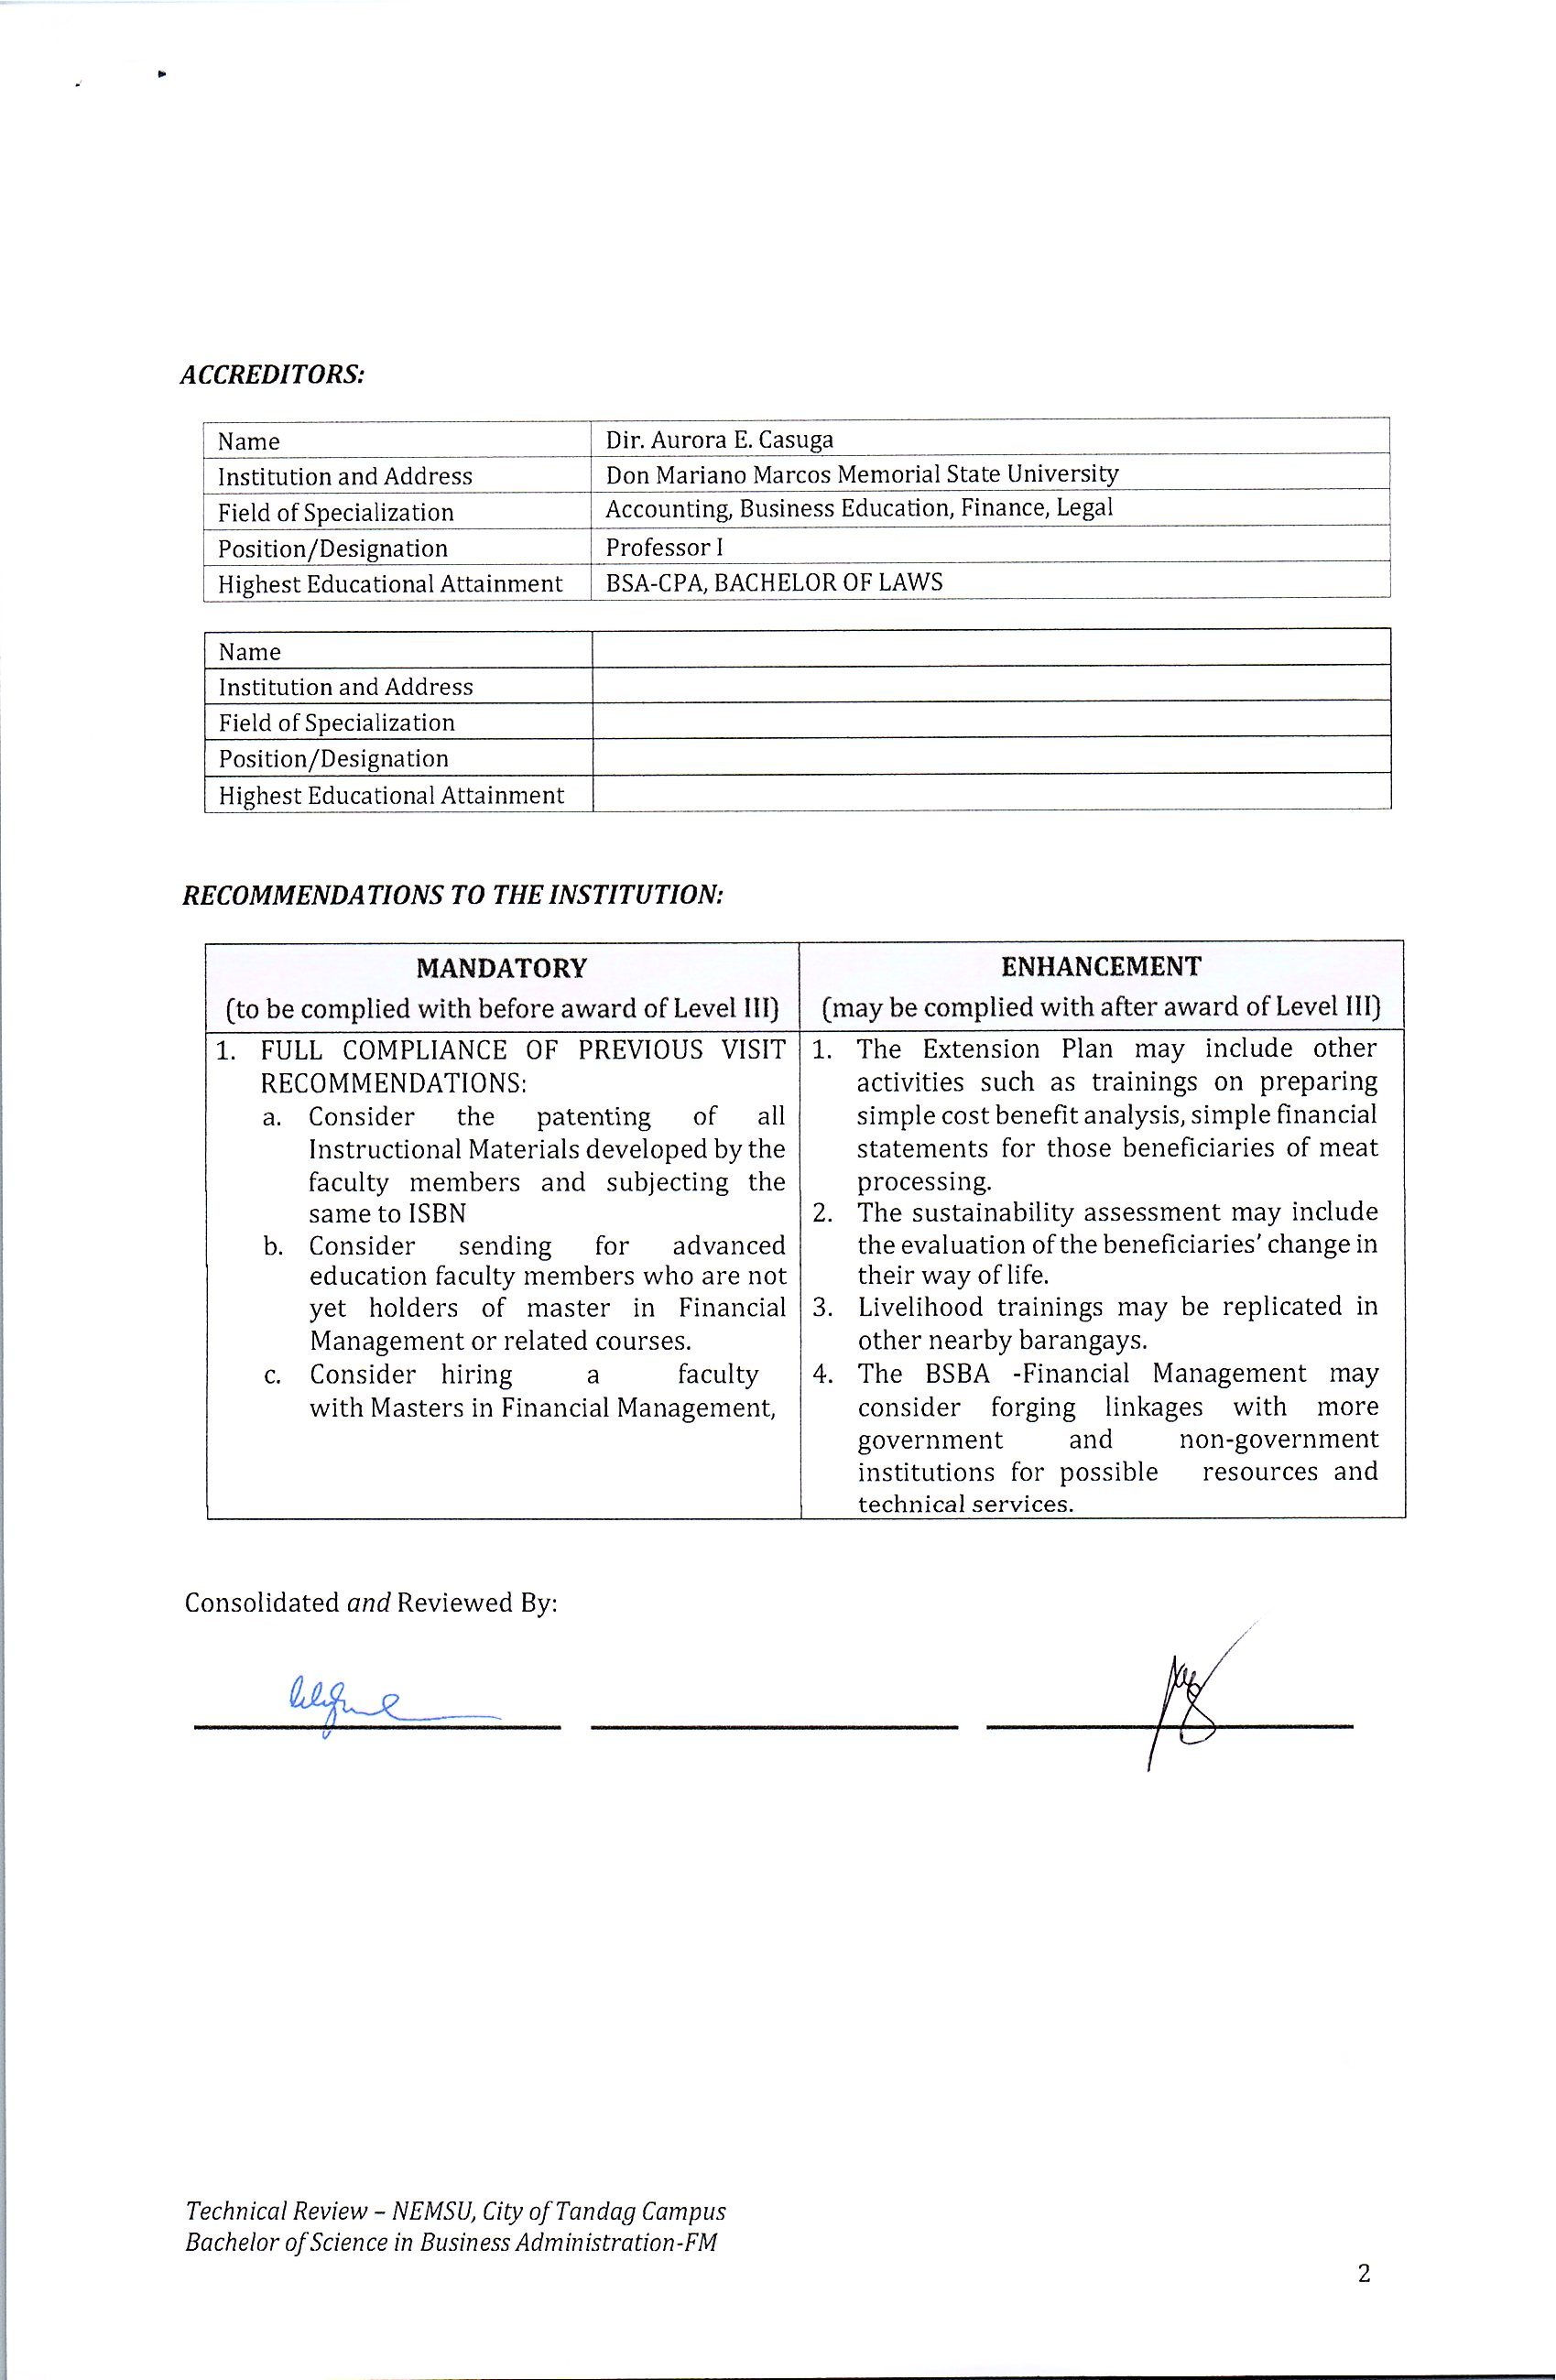 ACCREDITORS:
Name Dir. Aurora E. Casuga
Institution and Address Don Mariano Marcos Memorial State University
Field of Specialization Accounting, Business Education, Finance, Legal
Position/Designation Professor I
Highest Educational Attainment BSA-CPA, BACHELOR OF LAWS
Name
Institution and Address
Field of Specialization
Position/Designation
Highest Educational Attainment
RECOMMENDATIONS TO THE INSTITUTION:
MANDATORY
(to be complied with before award of Level III)
1. FULL COMPLIANCE OF PREVIOUS VISIT
RECOMMENDATIONS:
a. Consider the patenting of all
Instructional Materials developed by the
faculty members and subjecting the
same to ISBN
b. Consider sending for advanced
education faculty members who are not
yet holders of master in Financial
Management or related courses.
c. Consider hiring a faculty
with Masters in Financial Management,
ENHANCEMENT
(may be complied with after award of Level III)
1. The Extension Plan may include other
activities such as trainings on preparing
simple cost benefit analysis, simple financial
statements for those beneficiaries of meat
processing.
2. The sustainability assessment may include
the evaluation of the beneficiaries' change in
their way of life.
3. Livelihood trainings may be replicated in
other nearby barangays.
4. The BSBA -Financial Management may
consider forging linkages with more
government and non-government
institutions for possible resources and
technical services.
Consolidated and Reviewed By:
Technical Review – NEMSU, City of Tandag Campus
Bachelor of Science in Business Administration-FM
2